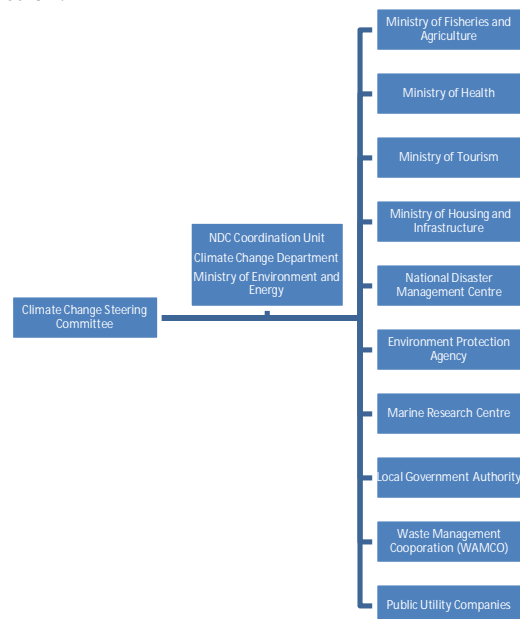 Ministry of Fisheries and
Agriculture
Ministry of Health
Ministry of Tourism
Ministry of Housing and
Infrastructure
NDC Coordination Unit
Climate Change Department
Ministry of Environment and
Energy
National Disaster
Management Centre
Climate Change Steering
Committee
Environment Protection
Agency
Marine Research Centre
Local Government Authority
Waste Management
Cooporation (WAMCO)
Public Utility Companies